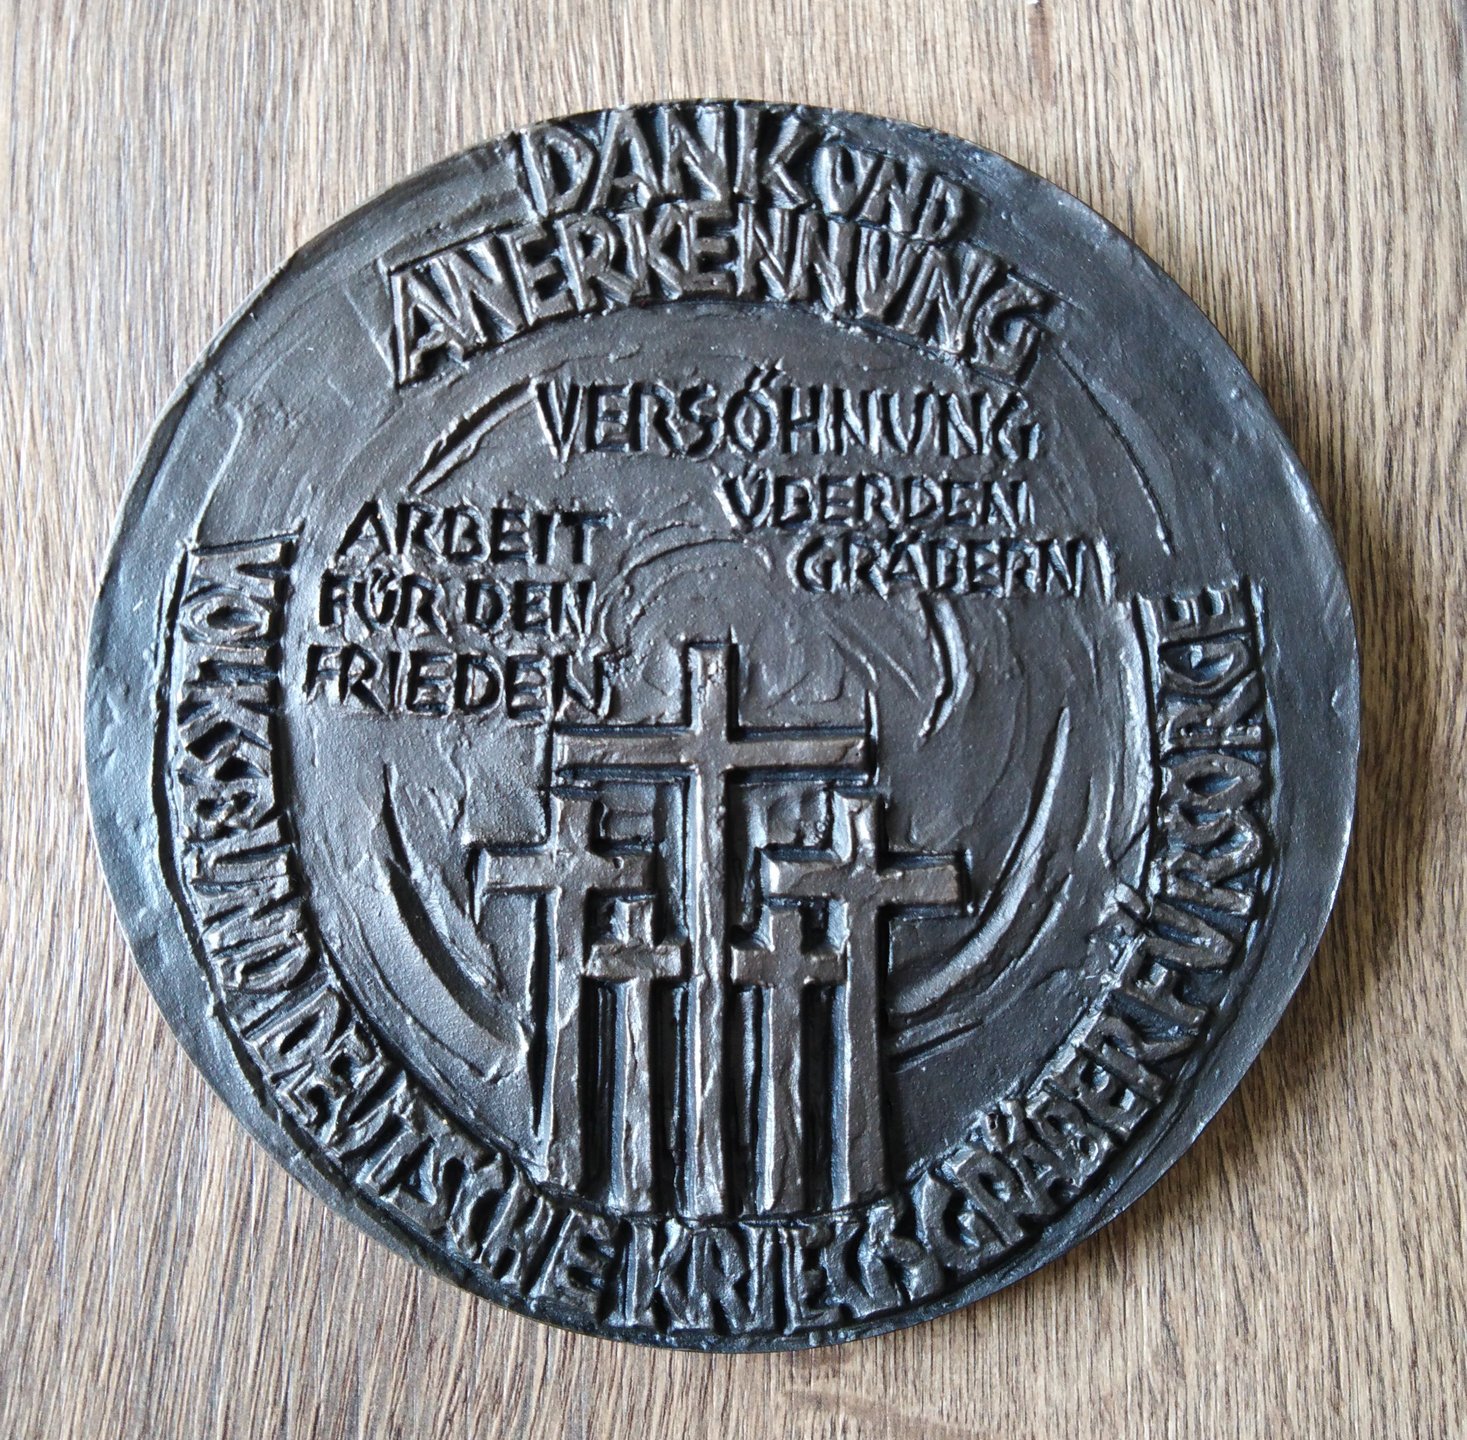 DANK UND
ANERKENNUNG
VERSÖHNUNG
ÜBER DEN
GRÄBERN
ARBEIT
FÜR DEN
FRIEDEN
VOLKSBUND DEUTSCHE KRIEGSGRÄBERFÜRSORGE